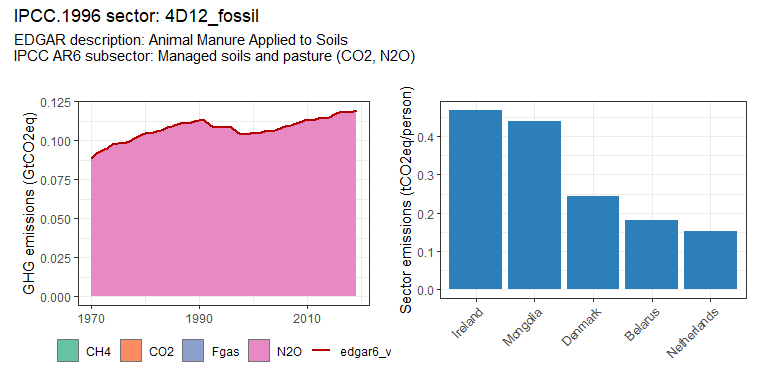 IPCC.1996 sector: 4D12_fossil
EDGAR description: Animal Manure Applied to Soils
IPCC AR6 subsector: Managed soils and pasture (CO2, N2O)
GHG emissions (GtCO2eq)
0.125
0.100
0.075
0.050
0.025
0.000
1970
1990
2010
CH4
CO2
Fgas
N2O
edgar6_v
Sector emissions (tCO2eq/person)
0.4
0.3
0.2
0.1
0.0
Ireland
Mongolia
Denmark
Belarus
Netherlands